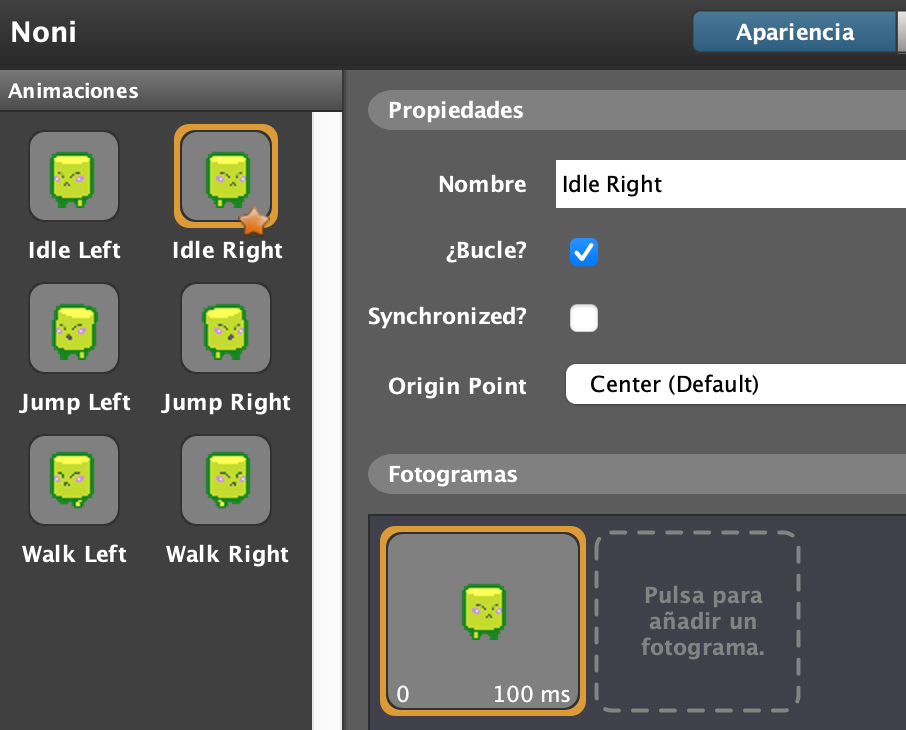 Noni
Apariencia
Animaciones
Idle Left
Idle Right
Jump Left
Jump Right
Walk Left
Walk Right
Propiedades
Nombre
Idle Right
¿Bucle?
Synchronized?
Origin Point
Center (Default)
Fotogramas
0
100 ms
Pulsa para
añadir un
fotograma.